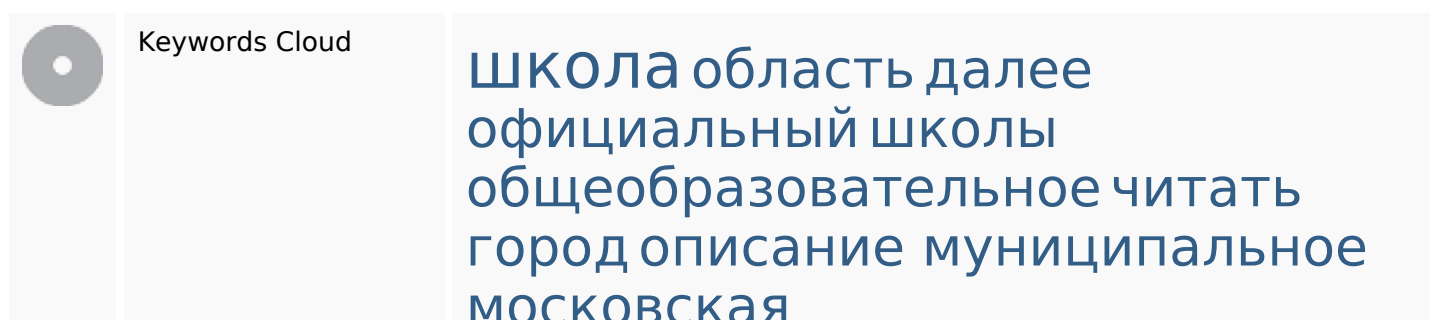 Keywords Cloud
школа область далее
официальный школы
общеобразовательное читать
город описание муниципальное
московская